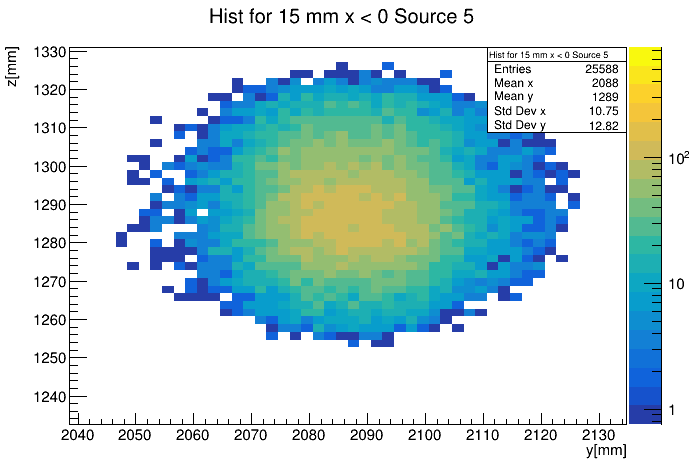 Hist for 15 mm x < 0 Source 5
z[mm]
1330
1320
1310
1300
1290
1280
1270
1260
1250
1240
Hist for 15 mm x < 0 Source 5
Entries 25588
Mean x 2088
Mean y 1289
Std Dev x 10.75
Std Dev y 12.82
10²
10
1
2040 2050 2060 2070 2080 2090 2100 2110 2120 2130
y[mm]